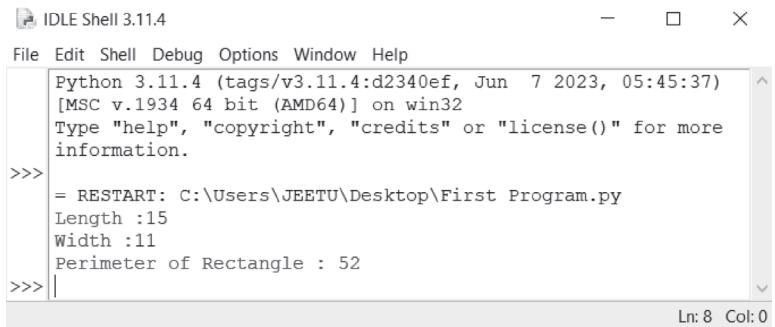 IDLE Shell 3.11.4
File Edit Shell Debug Options Window Help
Python 3.11.4 (tags/v3.11.4:d2340ef, Jun  7 2023, 05:45:37)
[MSC v.1934 64 bit (AMD64)] on win32
Type "help", "copyright", "credits" or "license()" for more
information.
>>>
= RESTART: C:\Users\JEETU\Desktop\First Program.py
Length :15
Width :11
Perimeter of Rectangle : 52
>>>
Ln: 8 Col: 0